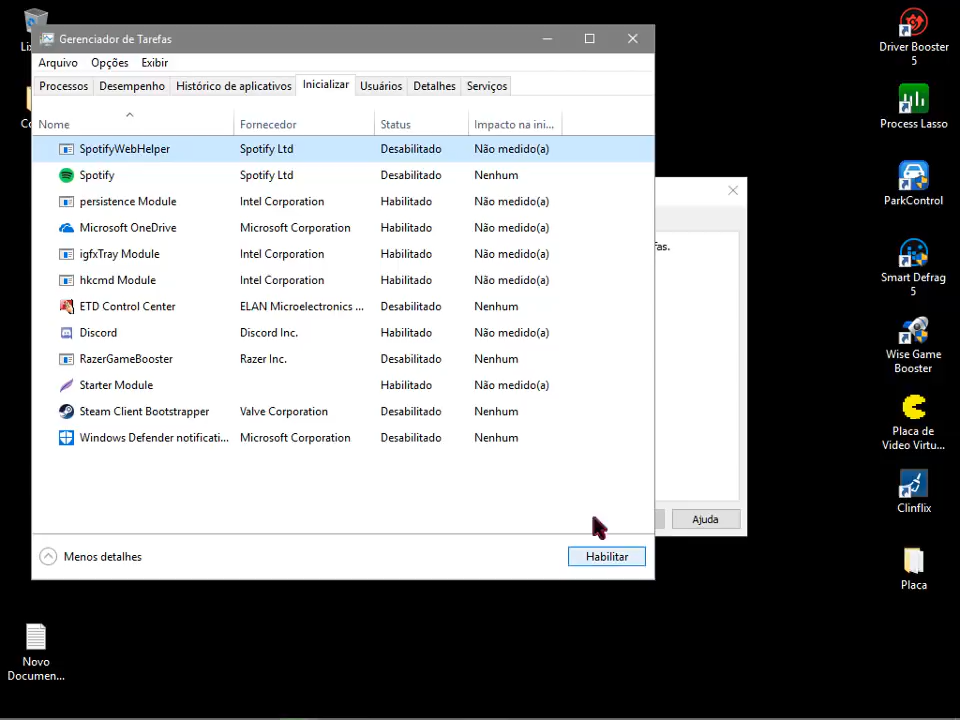 Gerenciador de Tarefas
Arquivo Opções Exibir
Processos Desempenho Histórico de aplicativos Inicializar Usuários Detalhes Serviços
Nome Fornecedor Status Impacto na ini...
SpotifyWebHelper Spotify Ltd Desabilitado Não medido(a)
Spotify Spotify Ltd Desabilitado Nenhum
persistence Module Intel Corporation Habilitado Não medido(a)
Microsoft OneDrive Microsoft Corporation Habilitado Não medido(a)
igfxTray Module Intel Corporation Habilitado Não medido(a)
hkcmd Module Intel Corporation Habilitado Não medido(a)
ETD Control Center ELAN Microelectronics ... Desabilitado Nenhum
Discord Discord Inc. Habilitado Não medido(a)
RazerGameBooster Razer Inc. Desabilitado Nenhum
Starter Module Habilitado Não medido(a)
Steam Client Bootstrapper Valve Corporation Desabilitado Nenhum
Windows Defender notificati... Microsoft Corporation Desabilitado Nenhum
Menos detalhes Habilitar
fas.
Ajuda
Novo
Documen...
Driver Booster
5
Process Lasso
ParkControl
Smart Defrag
5
Wise Game
Booster
Placa de
Video Virtu...
Clinflix
Placa